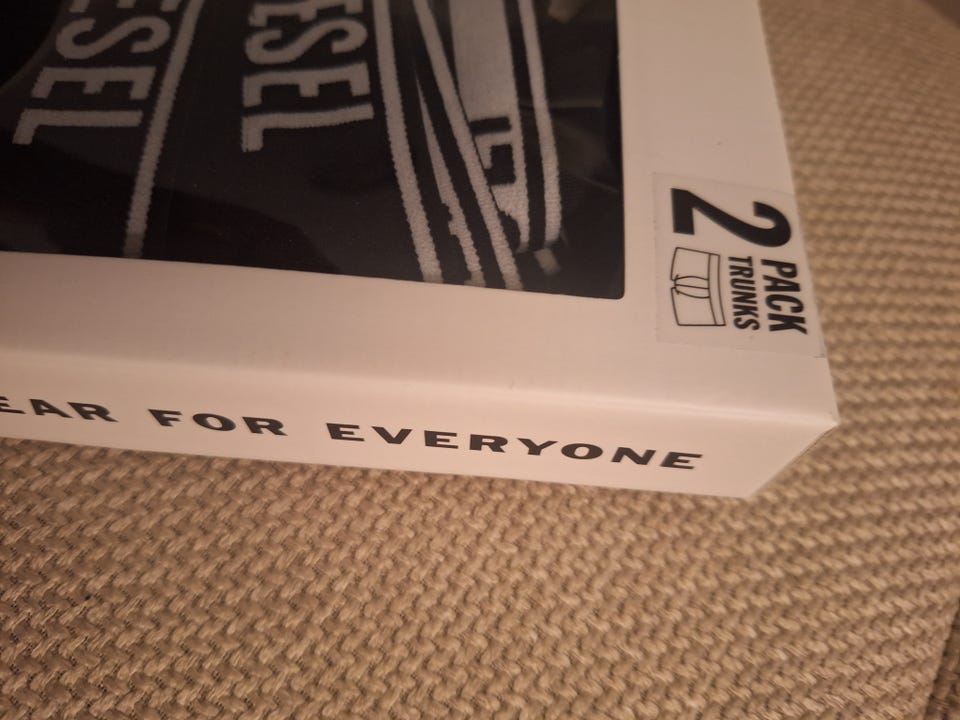 ESEL
ESEL
2
PACK
TRUNKS
EAR FOR EVERYONE